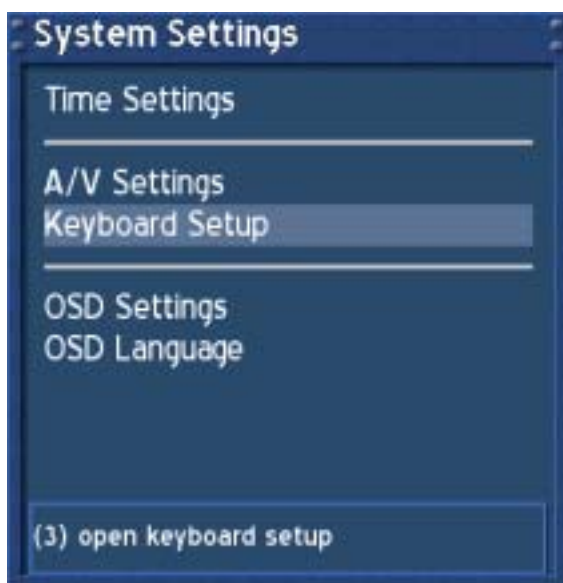 System Settings
Time Settings
A/V Settings
Keyboard Setup
OSD Settings
OSD Language
(3) open keyboard setup